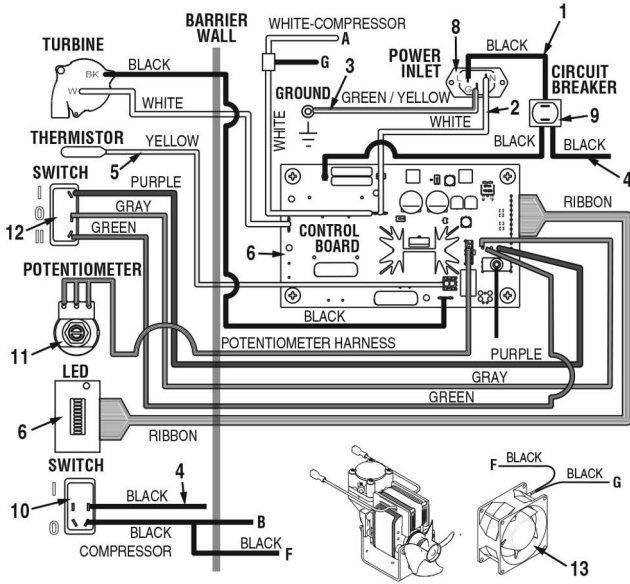 BARRIER
WALL
WHITE-COMPRESSOR
A
G
TURBINE
BK
W
BLACK
WHITE
8
BLACK
1
POWER
INLET
L
N
G
CIRCUIT
BREAKER
9
3
GROUND
GREEN / YELLOW
2
WHITE
WHITE
BLACK
BLACK
4
THERMISTOR
YELLOW
5
SWITCH
I
O
II
12
PURPLE
GRAY
GREEN
CONTROL
BOARD
6
RIBBON
POTENTIOMETER
11
BLACK
POTENTIOMETER HARNESS
PURPLE
GRAY
GREEN
LED
6
RIBBON
SWITCH
I
O
10
4
BLACK
B
BLACK
COMPRESSOR
BLACK
F
F
BLACK
BLACK
G
13